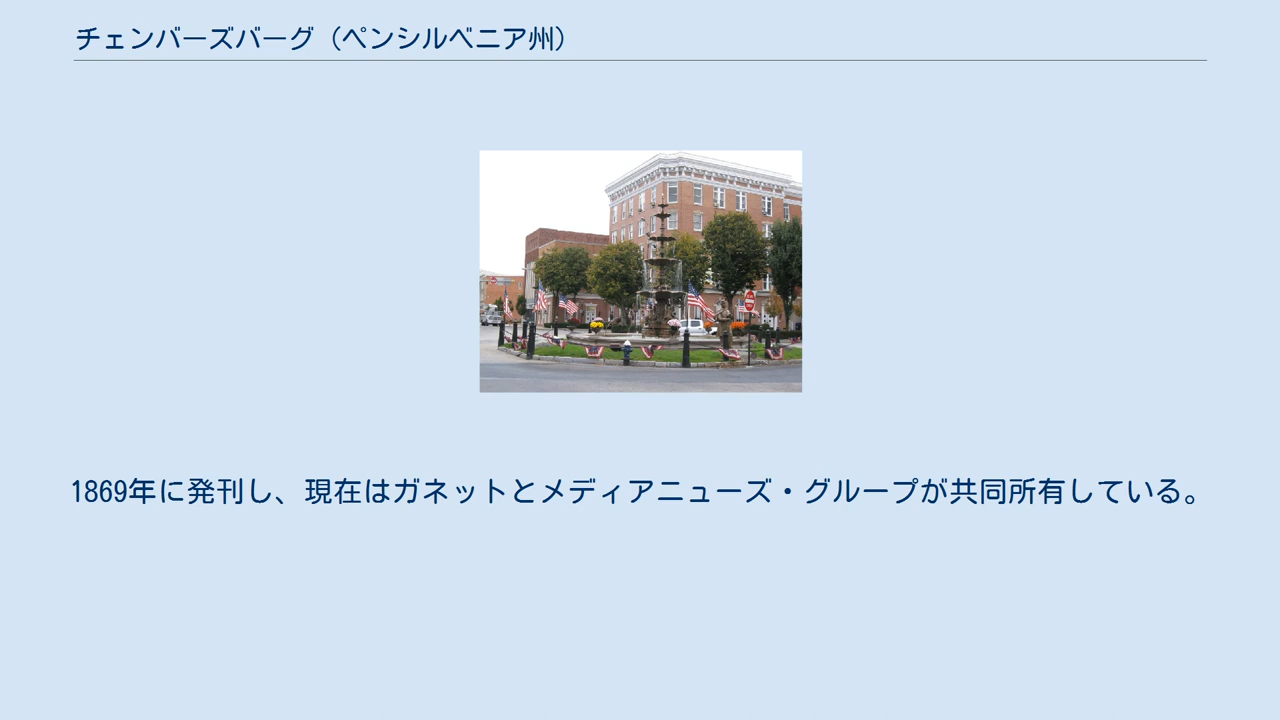 チェンバーズバーグ（ペンシルベニア州）
1869年に発刊し、現在はガネットとメディアニューズ・グループが共同所有している。